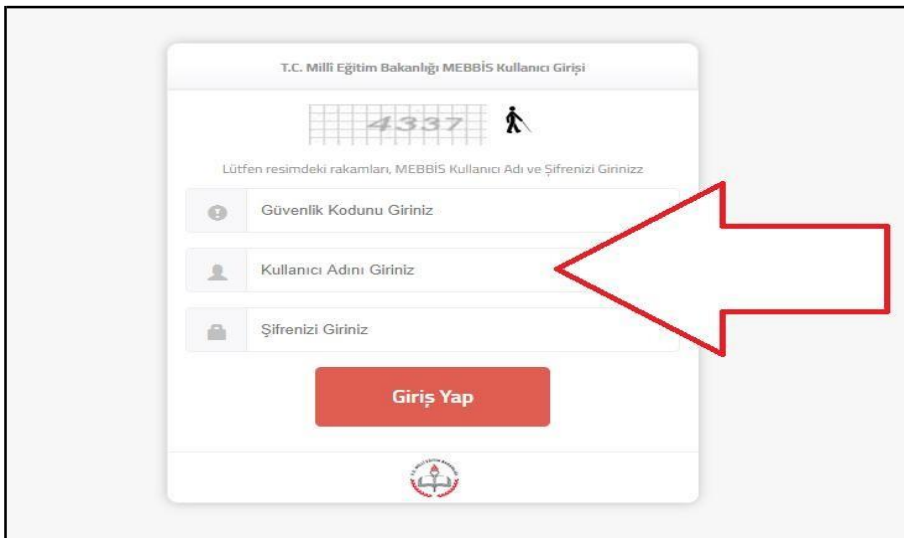 T.C. Millî Eğitim Bakanlığı MEBBİS Kullanıcı Girişi
4337
Lütfen resimdeki rakamları, MEBBİS Kullanıcı Adı ve Şifrenizi Girinizz
Güvenlik Kodunu Giriniz
Kullanıcı Adını Giriniz
Şifrenizi Giriniz
Giriş Yap